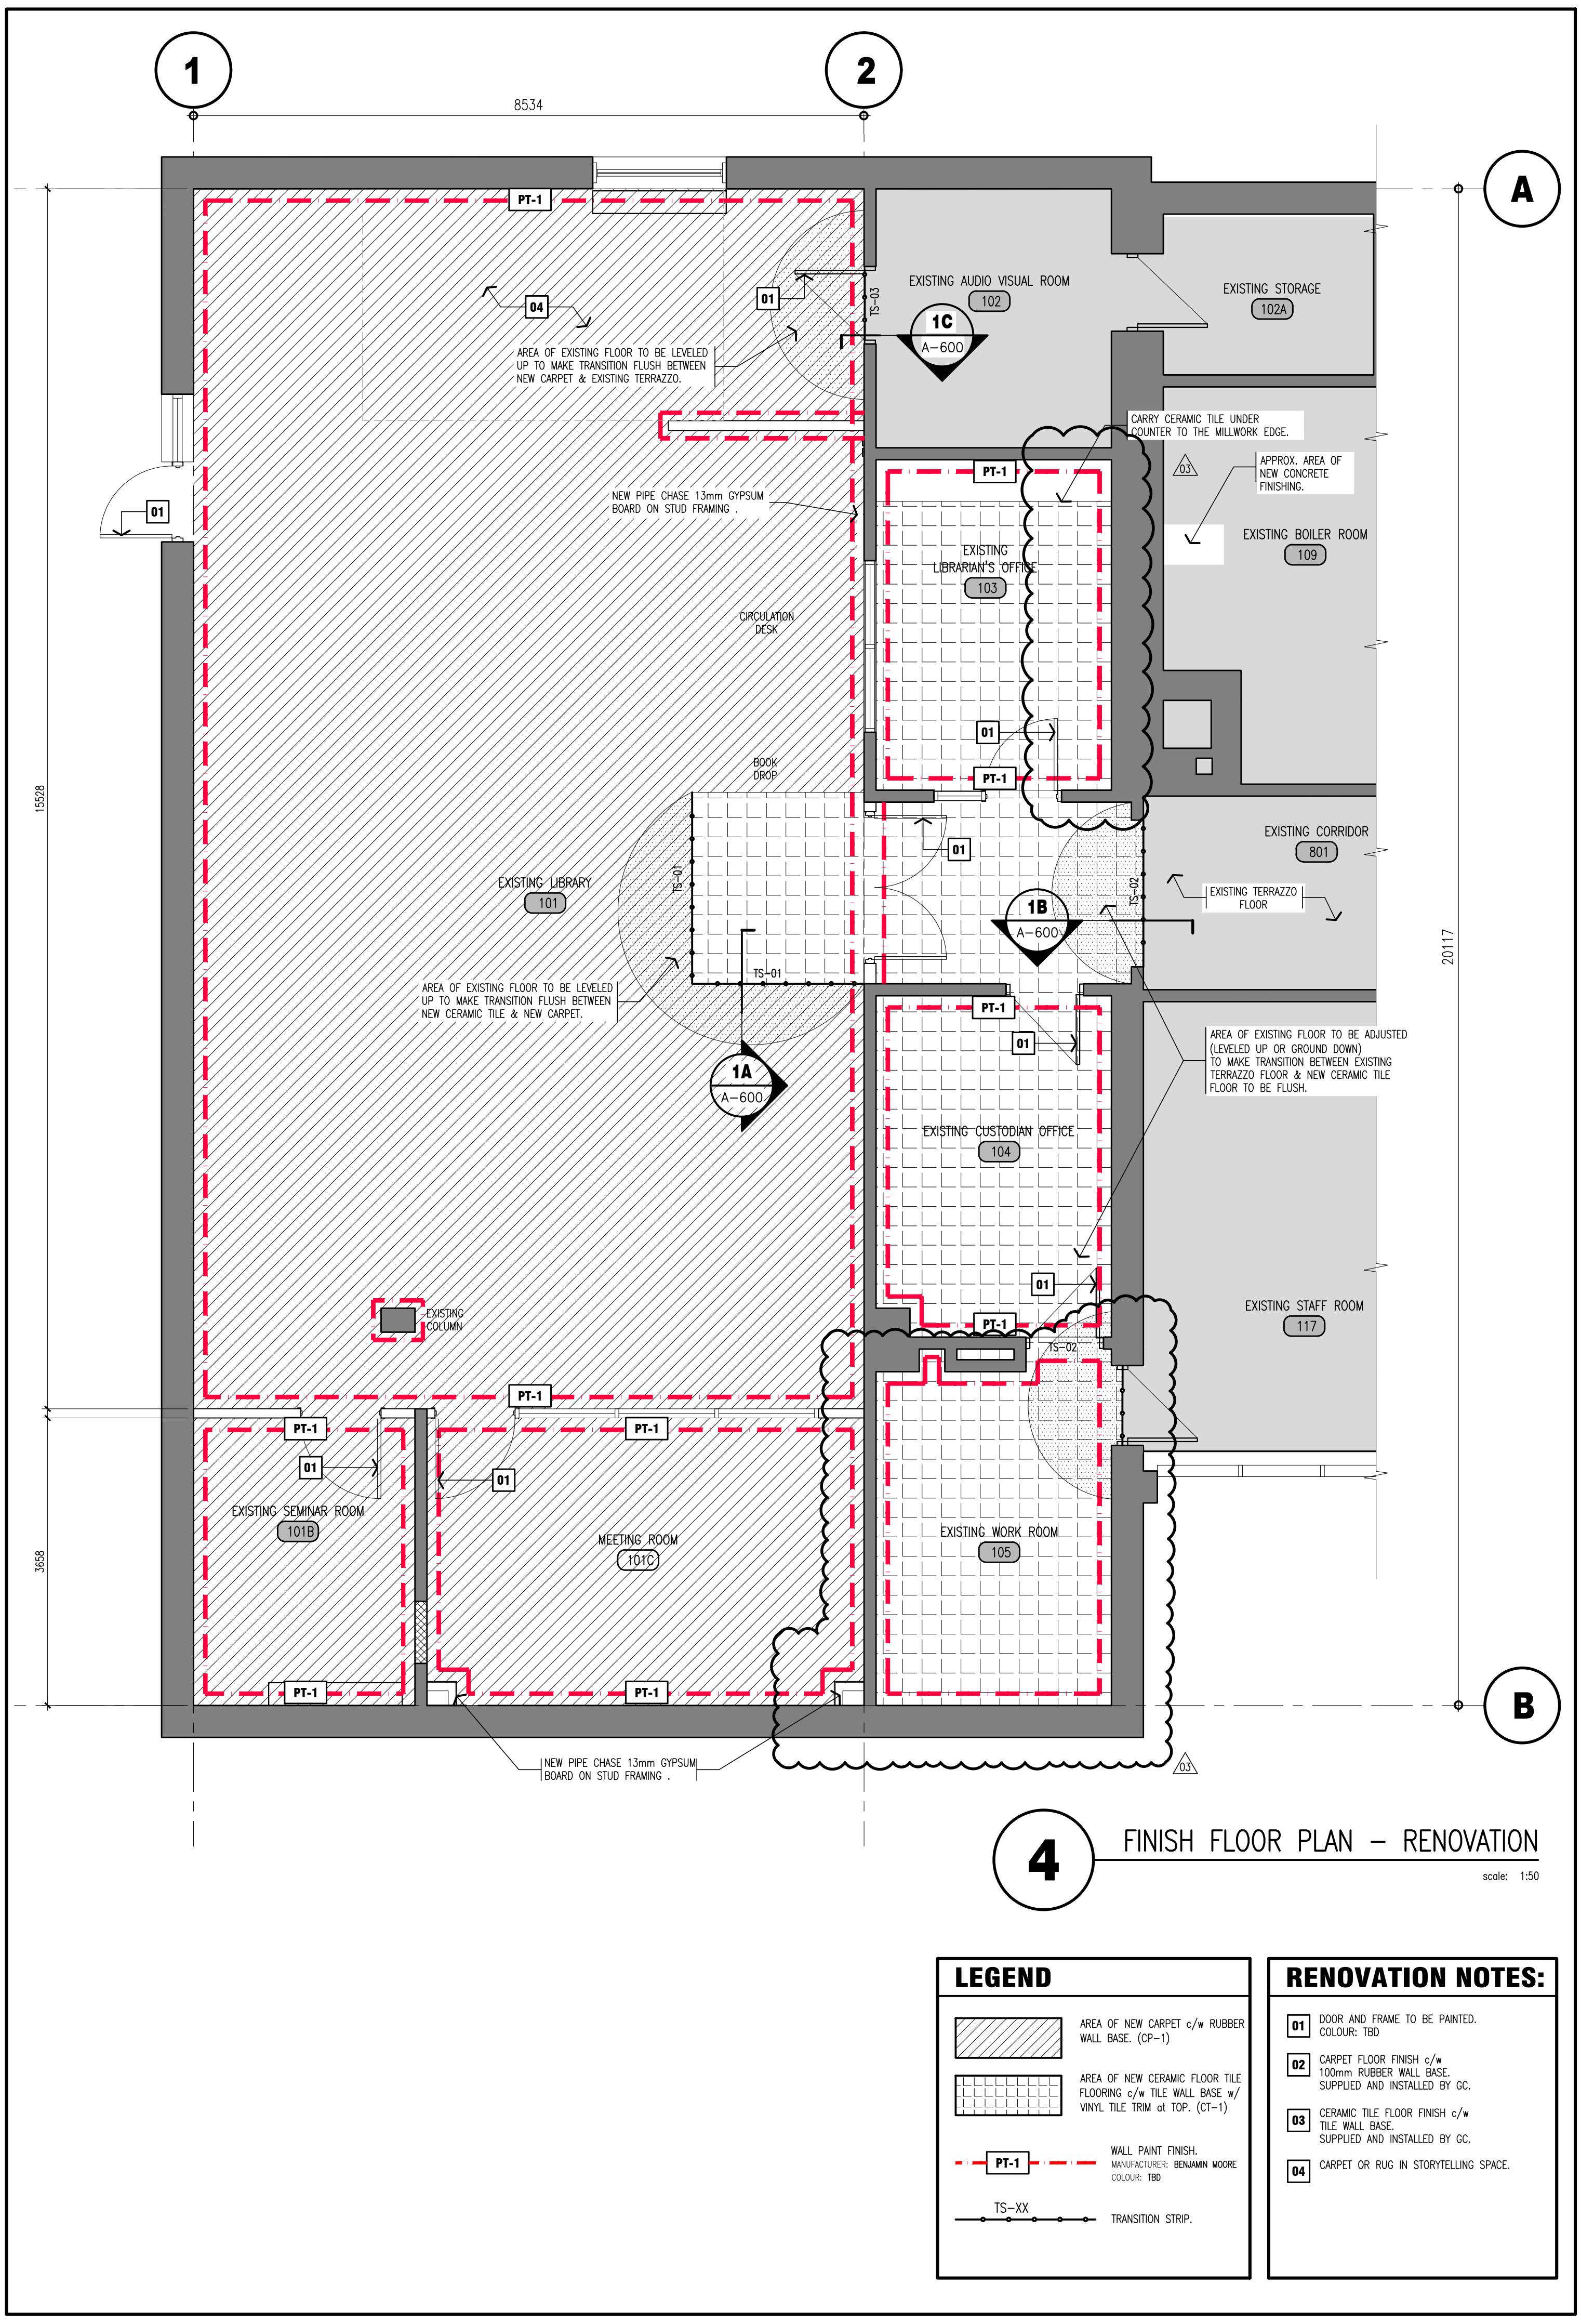 1
2
8534
A
PT-1
EXISTING AUDIO VISUAL ROOM
102
EXISTING STORAGE
102A
01
TS-03
04
1C
A-600
AREA OF EXISTING FLOOR TO BE LEVELED
UP TO MAKE TRANSITION FLUSH BETWEEN
NEW CARPET & EXISTING TERRAZZO.
CARRY CERAMIC TILE UNDER
COUNTER TO THE MILLWORK EDGE.
PT-1
03
APPROX. AREA OF
NEW CONCRETE
FINISHING.
NEW PIPE CHASE 13mm GYPSUM
BOARD ON STUD FRAMING .
01
EXISTING BOILER ROOM
109
EXISTING
LIBRARIAN'S OFFICE
103
CIRCULATION
DESK
01
BOOK
DROP
PT-1
15528
EXISTING CORRIDOR
801
01
EXISTING LIBRARY
101
TS-01
TS-02
EXISTING TERRAZZO
FLOOR
1B
A-600
20117
TS-01
AREA OF EXISTING FLOOR TO BE LEVELED
UP TO MAKE TRANSITION FLUSH BETWEEN
NEW CERAMIC TILE & NEW CARPET.
PT-1
01
AREA OF EXISTING FLOOR TO BE ADJUSTED
(LEVELED UP OR GROUND DOWN)
TO MAKE TRANSITION BETWEEN EXISTING
TERRAZZO FLOOR & NEW CERAMIC TILE
FLOOR TO BE FLUSH.
1A
A-600
EXISTING CUSTODIAN OFFICE
104
01
EXISTING STAFF ROOM
117
EXISTING
COLUMN
PT-1
TS-02
PT-1
PT-1
PT-1
01
01
EXISTING SEMINAR ROOM
101B
MEETING ROOM
101C
EXISTING WORK ROOM
105
3658
PT-1
PT-1
B
NEW PIPE CHASE 13mm GYPSUM
BOARD ON STUD FRAMING .
03
4
FINISH FLOOR PLAN - RENOVATION
scale: 1:50
LEGEND
AREA OF NEW CARPET c/w RUBBER
WALL BASE. (CP-1)
AREA OF NEW CERAMIC FLOOR TILE
FLOORING c/w TILE WALL BASE w/
VINYL TILE TRIM at TOP. (CT-1)
PT-1
WALL PAINT FINISH.
MANUFACTURER: BENJAMIN MOORE
COLOUR: TBD
TS-XX
TRANSITION STRIP.
RENOVATION NOTES:
01
DOOR AND FRAME TO BE PAINTED.
COLOUR: TBD
02
CARPET FLOOR FINISH c/w
100mm RUBBER WALL BASE.
SUPPLIED AND INSTALLED BY GC.
03
CERAMIC TILE FLOOR FINISH c/w
TILE WALL BASE.
SUPPLIED AND INSTALLED BY GC.
04
CARPET OR RUG IN STORYTELLING SPACE.